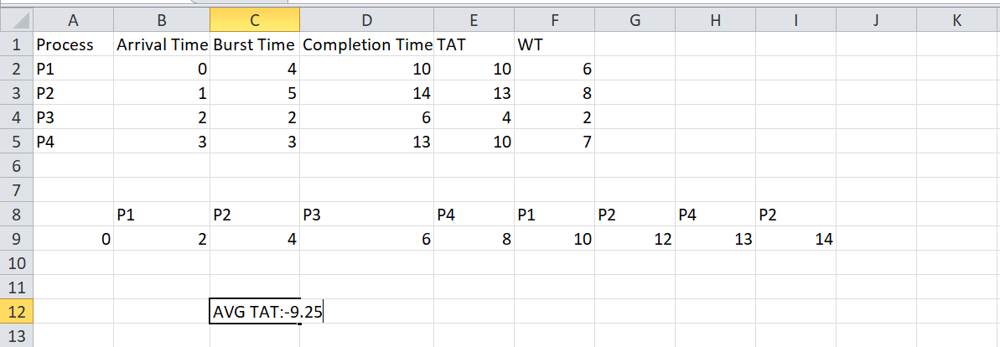 A B C D E F G H I J K
1 Process Arrival Time Burst Time Completion Time TAT WT
2 P1 0 4 10 10 6
3 P2 1 5 14 13 8
4 P3 2 2 6 4 2
5 P4 3 3 13 10 7
6
7
8 P1 P2 P3 P4 P1 P2 P4 P2
9 0 2 4 6 8 10 12 13 14
10
11
12 AVG TAT:-9.25
13